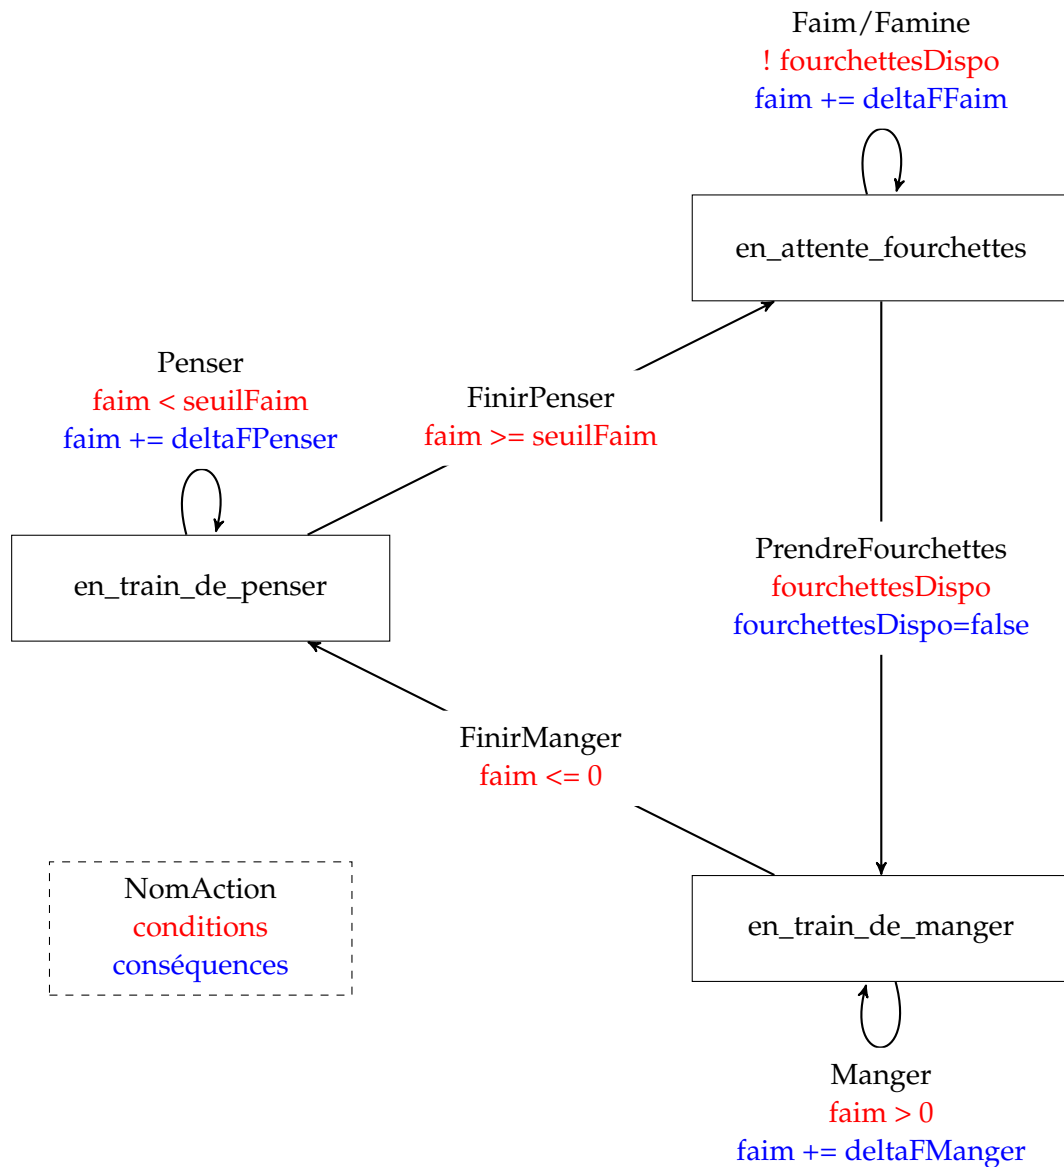 Faim/Famine
! fourchettesDispo
faim += deltaFFaim
en_attente_fourchettes
Penser
faim < seuilFaim
faim += deltaFPenser
FinirPenser
faim >= seuilFaim
en_train_de_penser
PrendreFourchettes
fourchettesDispo
fourchettesDispo=false
FinirManger
faim <= 0
NomAction
conditions
conséquences
en_train_de_manger
Manger
faim > 0
faim += deltaFManger